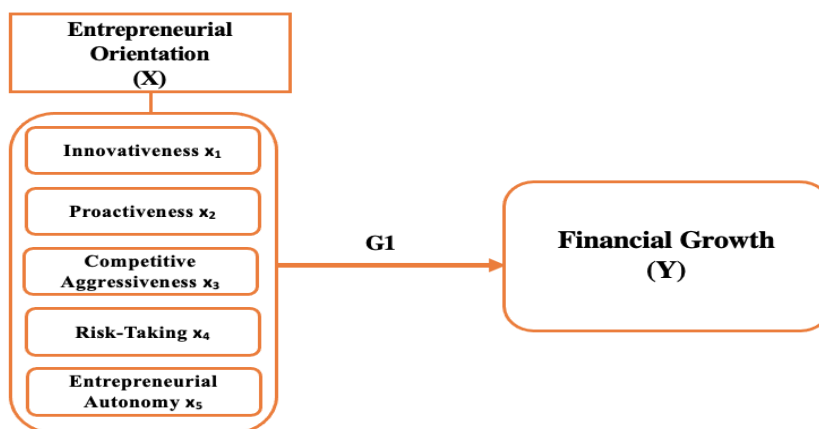 Entrepreneurial
Orientation
(X)
Innovativeness x₁
Proactiveness x₂
Competitive
Aggressiveness x₃
Risk-Taking x₄
Entrepreneurial
Autonomy x₅
G1
Financial Growth
(Y)